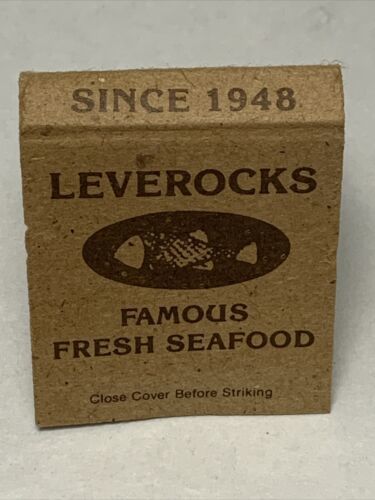 SINCE 1948
LEVEROCKS
FAMOUS
FRESH SEAFOOD
Close Cover Before Striking